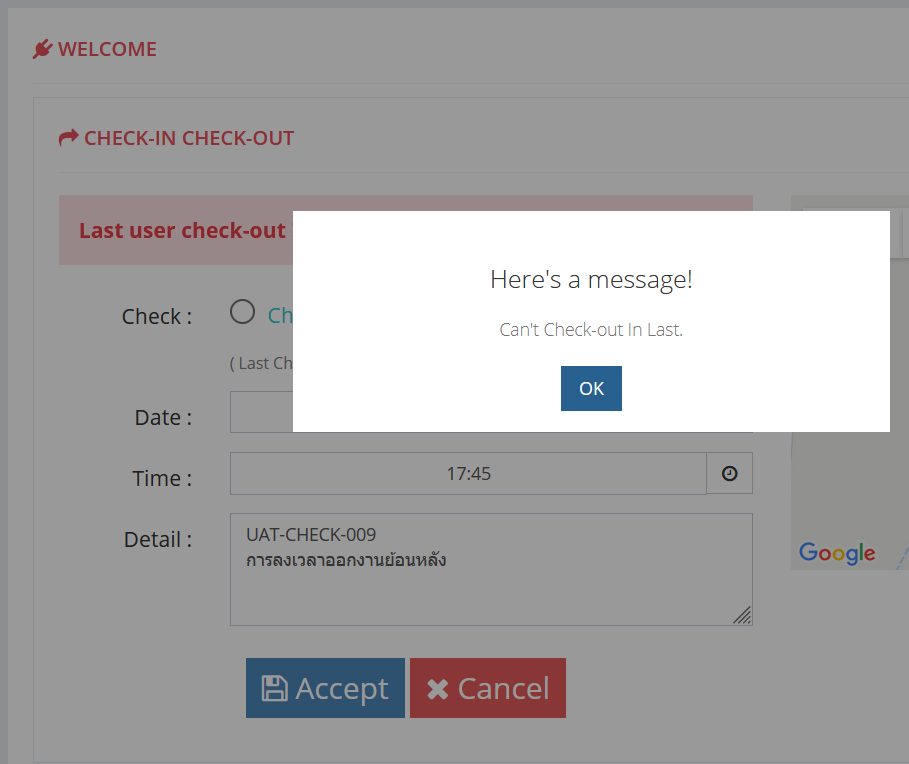 WELCOME
CHECK-IN CHECK-OUT
Last user check-out
Here's a message!
Can't Check-out In Last.
OK
Check :
Ch
( Last Ch
Date :
Time :
17:45
Detail :
UAT-CHECK-009
การลงเวลาออกงานย้อนหลัง
Google
Accept
Cancel